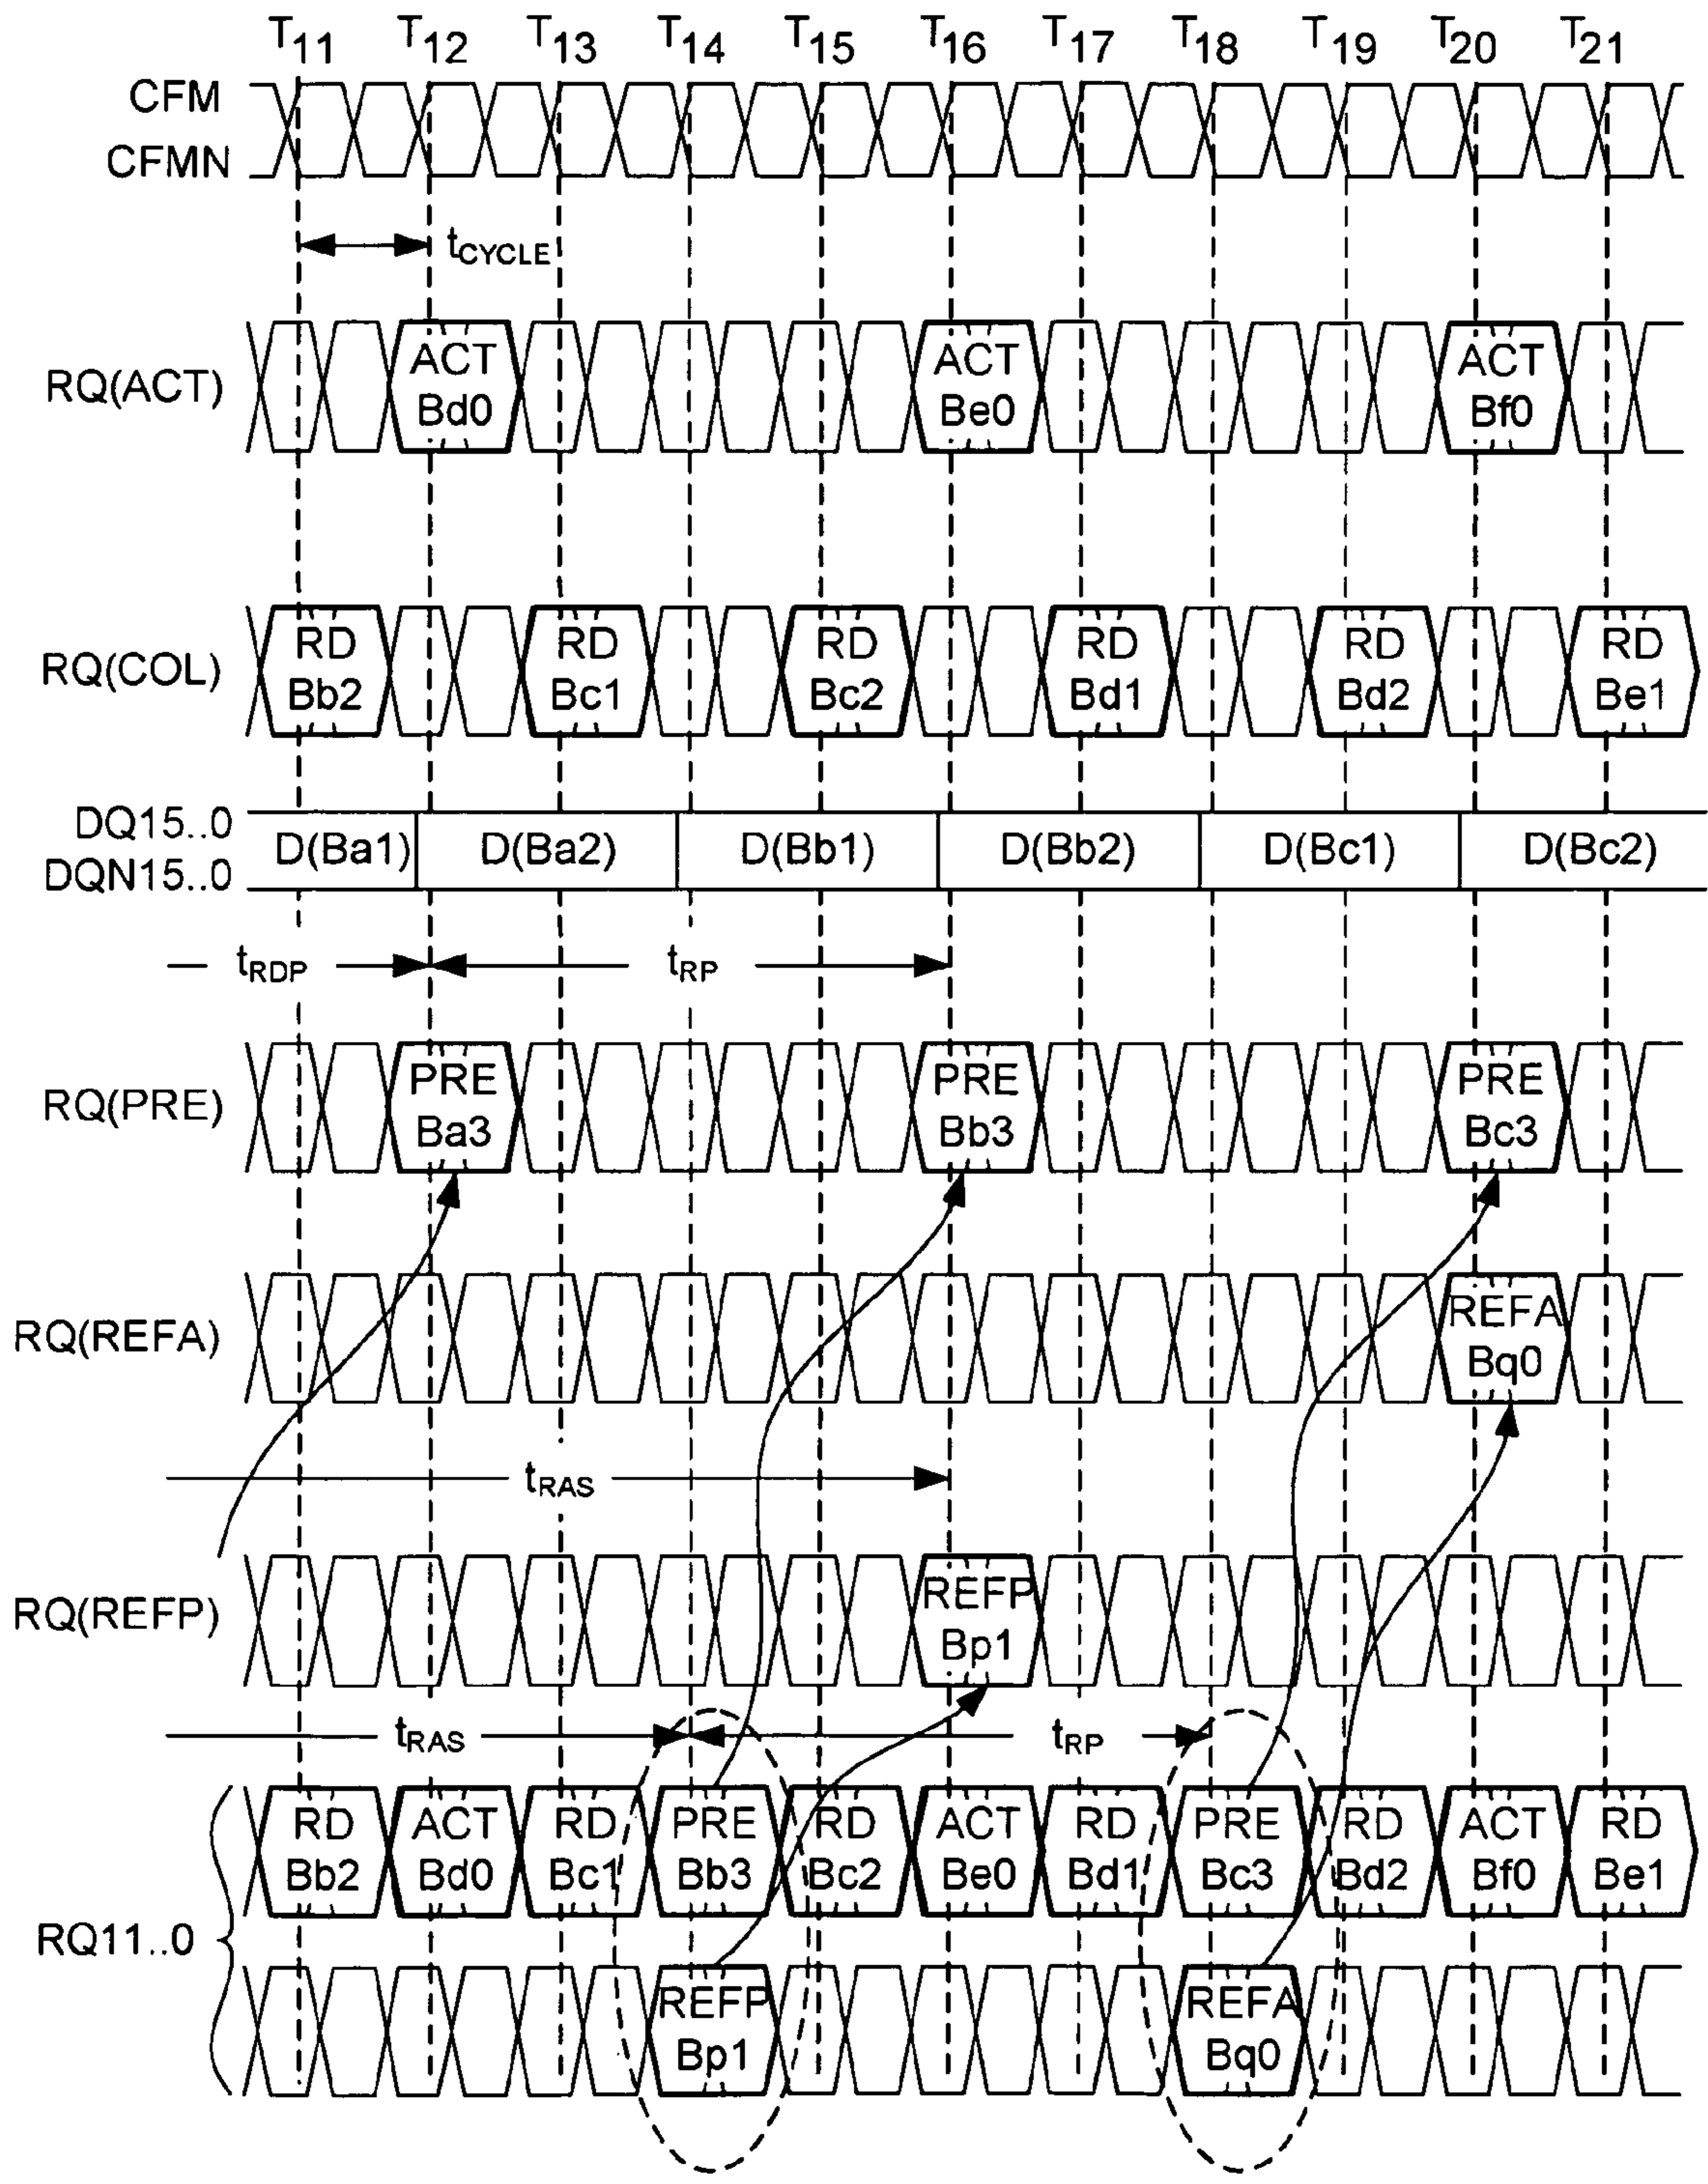 T11 T12 T13 T14 T15 T16 T17 T18 T19 T20 T21
CFM
CFMN
tCYCLE
RQ(ACT)
ACT ACT ACT
Bd0 Be0 Bf0
RQ(COL)
RD RD RD RD RD RD
Bb2 Bc1 Bc2 Bd1 Bd2 Be1
DQ15..0
DQN15..0
D(Ba1) D(Ba2) D(Bb1) D(Bb2) D(Bc1) D(Bc2)
tRDP tRP
RQ(PRE)
PRE PRE PRE
Ba3 Bb3 Bc3
RQ(REFA)
REFA
Bq0
tRAS
RQ(REFP)
REFP
Bp1
tRAS tRP
RQ11..0
RD ACT RD PRE RD ACT RD PRE RD ACT RD
Bb2 Bd0 Bc1 Bb3 Bc2 Be0 Bd1 Bc3 Bd2 Bf0 Be1
REFP REFA
Bp1 Bq0